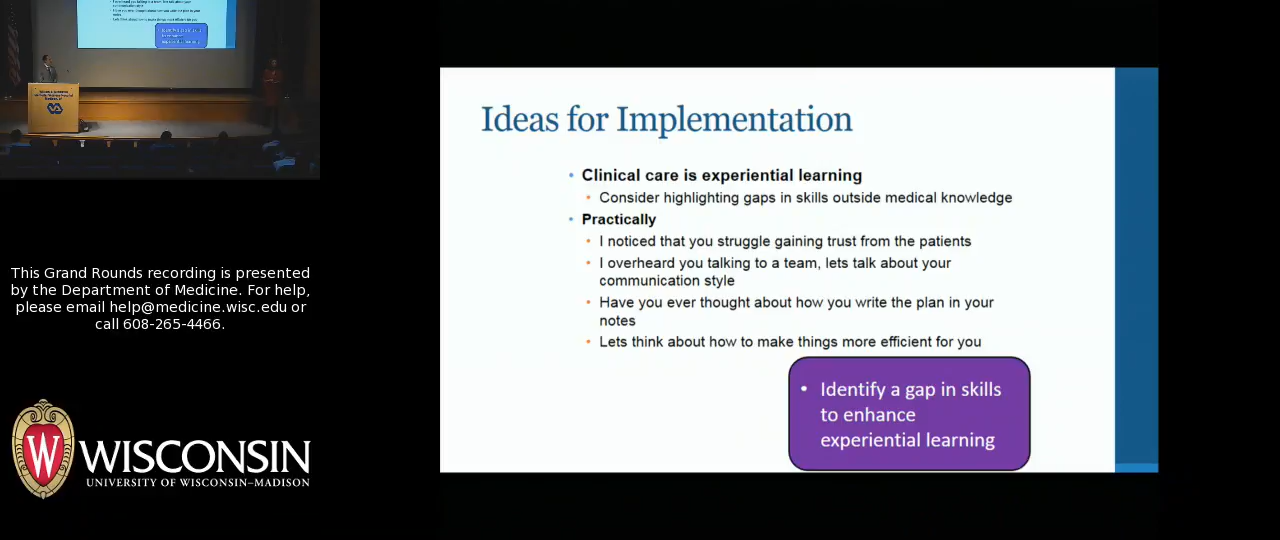 Ideas for Implementation
• Clinical care is experiential learning
• Consider highlighting gaps in skills outside medical knowledge
• Practically
• I noticed that you struggle gaining trust from the patients
• I overheard you talking to a team, lets talk about your
communication style
• Have you ever thought about how you write the plan in your
notes
• Lets think about how to make things more efficient for you
• Identify a gap in skills
to enhance
experiential learning
This Grand Rounds recording is presented
by the Department of Medicine. For help,
please email help@medicine.wisc.edu or
call 608-265-4466.
W
WISCONSIN
UNIVERSITY OF WISCONSIN–MADISON